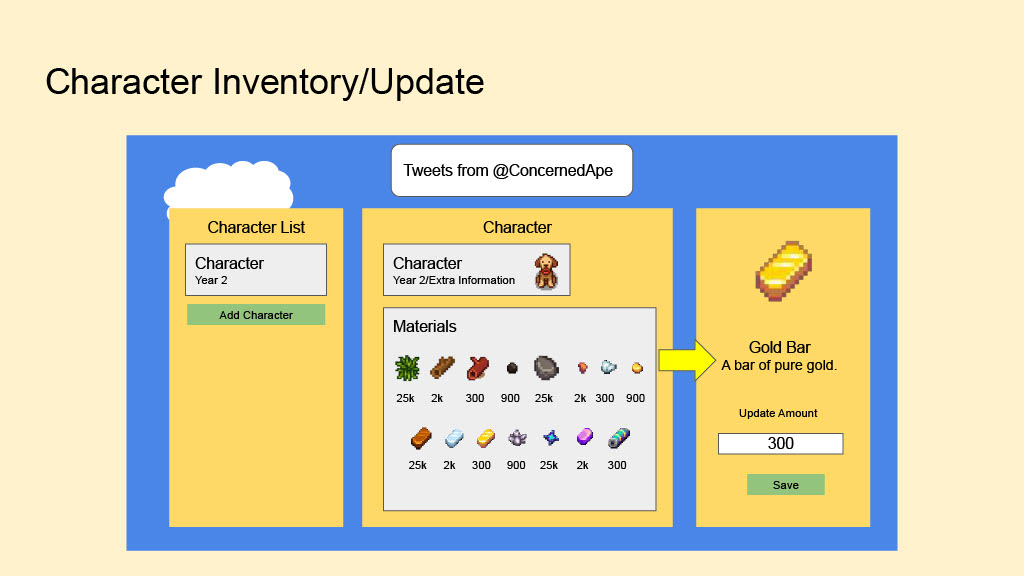 Character Inventory/Update
Tweets from @ConcernedApe
Character List
Character
Year 2
Add Character
Character
Character
Year 2/Extra Information
Materials
25k 2k 300 900 25k 2k 300 900
25k 2k 300 900 25k 2k 300
Gold Bar
A bar of pure gold.
Update Amount
300
Save